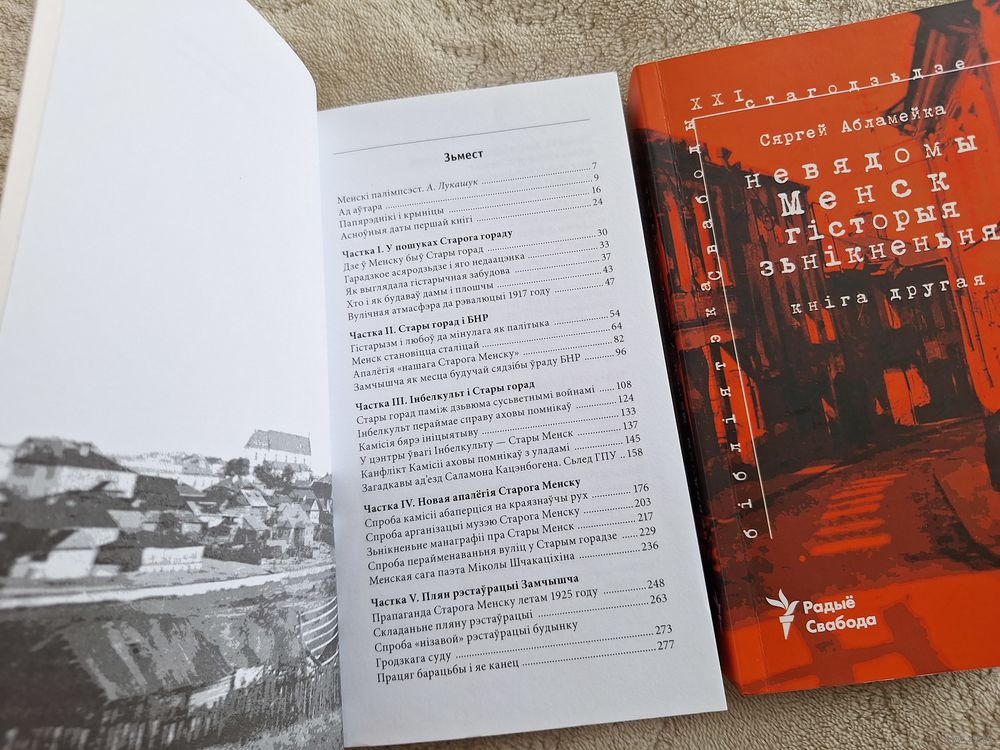 Зьмест
Менскі палімпсэст. А. Лукашук 7
Ад аўтара 9
Папярэднікі і крыніцы 16
Асноўныя даты першай кнігі 24
Частка I. У пошуках Старога гораду
Дзе ў Менску быў Стары горад 30
Гарадзкое асяродзьдзе і яго недаацэнка 33
Як выглядала гістарычная забудова 37
Хто і як будаваў дамы і плошчы 43
Вулічная атмасфэра да рэвалюцыі 1917 году 47
Частка II. Стары горад і БНР
Гістарызм і любоў да мінулага як палітыка 54
Менск становіцца сталіцай 64
Апалёгія «нашага Старога Менску» 82
Замчышча як месца будучай сядзібы ўраду БНР 96
Частка III. Інбелкульт і Стары горад
Стары горад паміж дзьвюма сусьветнымі войнамі 108
Інбелкульт пераймае справу аховы помнікаў 124
Камісія бярэ ініцыятыву 133
У цэнтры ўвагі Інбелкульту — Стары Менск 137
Канфлікт Камісіі аховы помнікаў з уладамі 145
Загадкавы ад'езд Саламона Кацэнбогена. Сьлед ГПУ 158
Частка IV. Новая апалёгія Старога Менску
Спроба камісіі абаперціся на краязнаўчы рух 176
Спроба арганізацыі музэю Старога Менску 203
Зьнікненьне манаграфіі пра Стары Менск 217
Спроба перайменаваньня вуліц у Старым горадзе 229
Менская сага паэта Міколы Шчакаціхіна 236
Частка V. Плян рэстаўрацыі Замчышча
Прапаганда Старога Менску летам 1925 году 248
Складаньне пляну рэстаўрацыі 263
Спроба «нізавой» рэстаўрацыі будынку
Гродзкага суду 273
Працяг барацьбы і яе канец 277
бібліятэка свабоды
XXI стагодзьдзе
Сяргей Абламейка
невядомы
Менск
гісторыя
зьнікненьня
кніга другая
Радыё
Свабода